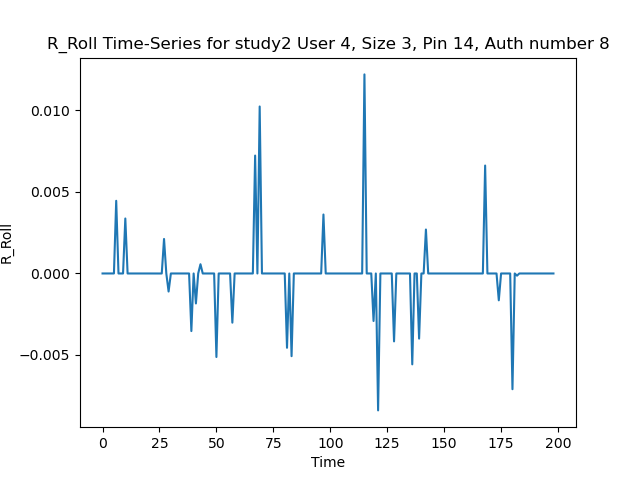 R_Roll Time-Series for study2 User 4, Size 3, Pin 14, Auth number 8
0.010
0.005
0.000
−0.005
R_Roll
0 25 50 75 100 125 150 175 200
Time